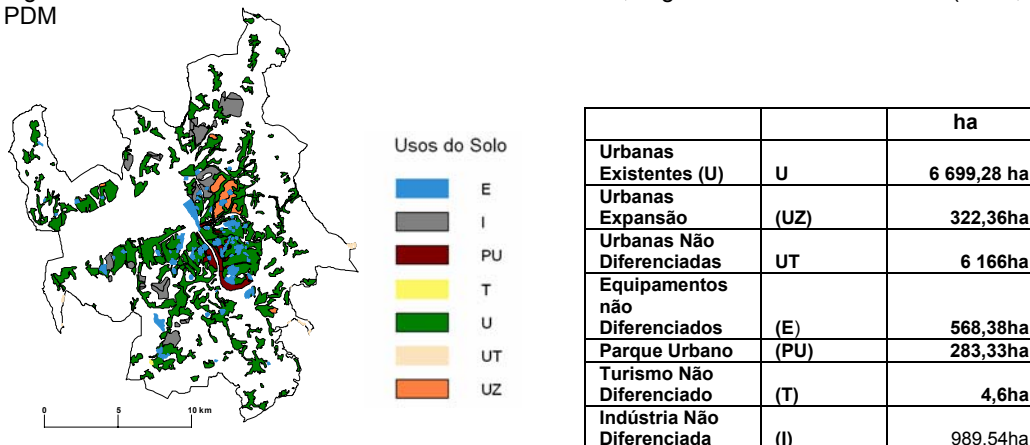 PDM
Usos do Solo
E
I
PU
T
U
UT
UZ
0 5 10 km
ha
Urbanas
Existentes (U) U 6 699,28 ha
Urbanas
Expansão (UZ) 322,36ha
Urbanas Não
Diferenciadas UT 6 166ha
Equipamentos
não
Diferenciados (E) 568,38ha
Parque Urbano (PU) 283,33ha
Turismo Não
Diferenciado (T) 4,6ha
Indústria Não
Diferenciada (I) 989,54ha